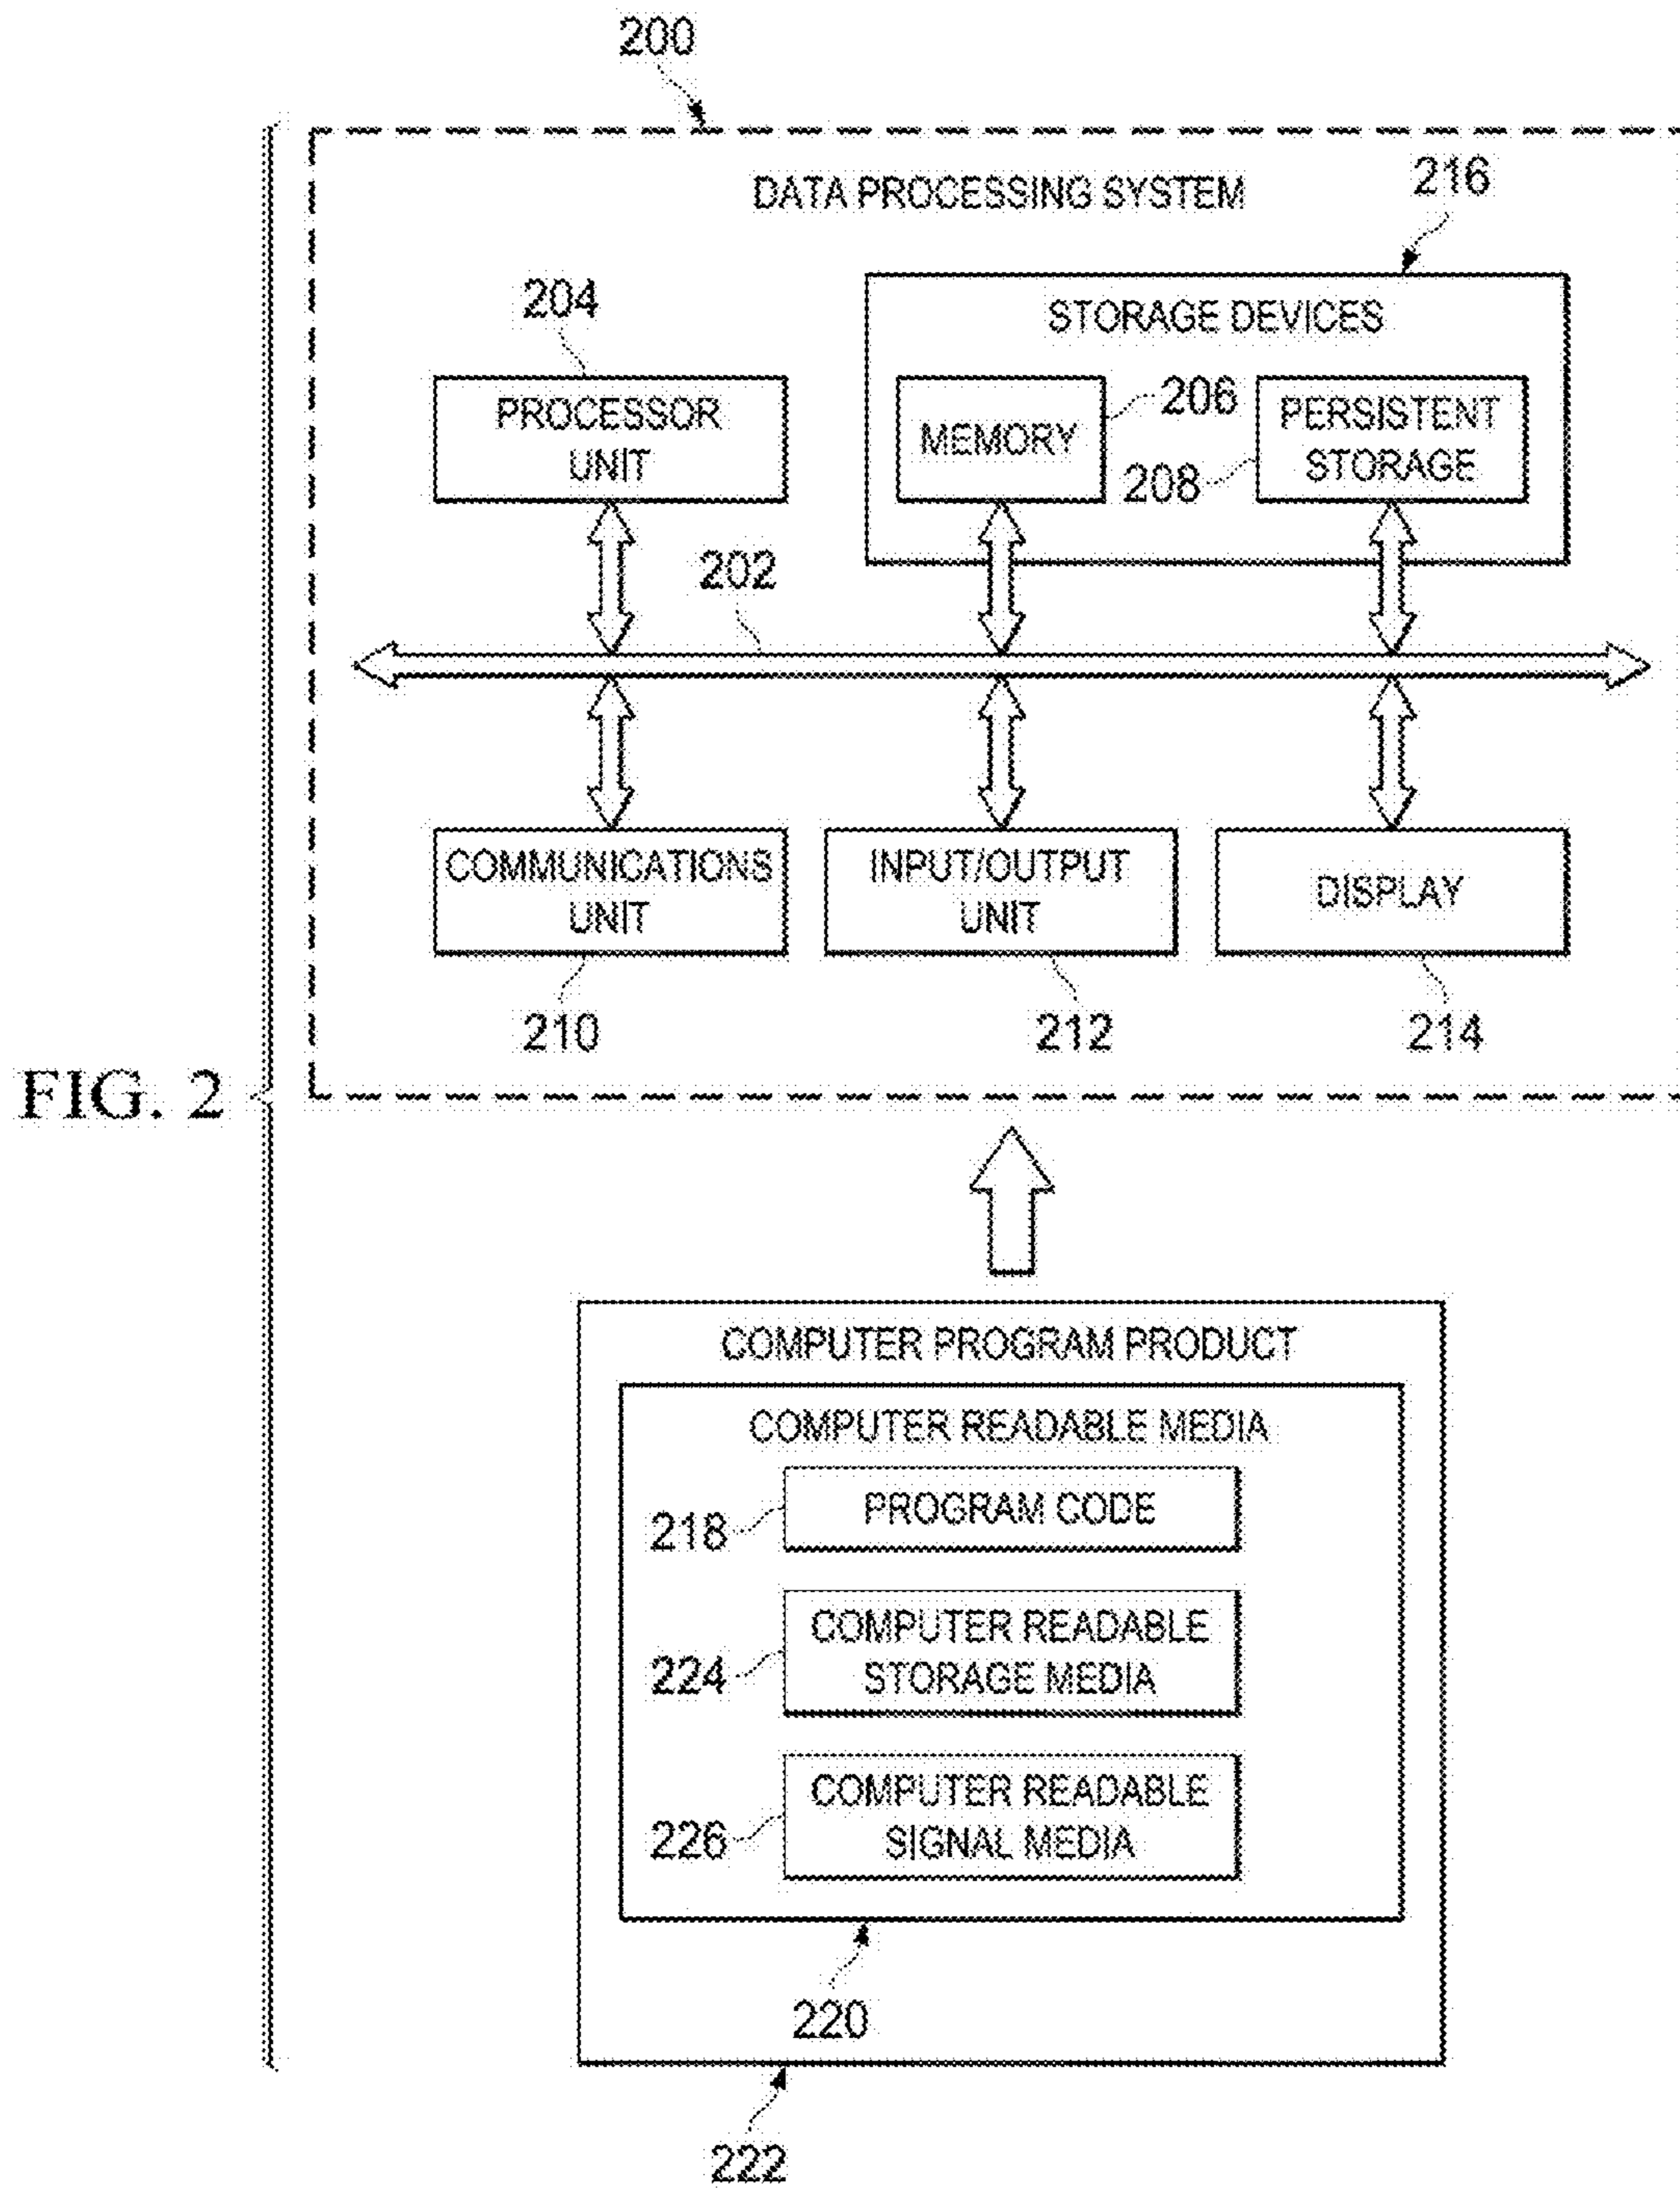 200
DATA PROCESSING SYSTEM
216
204
STORAGE DEVICES
PROCESSOR
UNIT
MEMORY
206
208
PERSISTENT
STORAGE
202
COMMUNICATIONS
UNIT
INPUT/OUTPUT
UNIT
DISPLAY
210
212
214
FIG. 2
COMPUTER PROGRAM PRODUCT
COMPUTER READABLE MEDIA
218
PROGRAM CODE
224
COMPUTER READABLE
STORAGE MEDIA
226
COMPUTER READABLE
SIGNAL MEDIA
220
222